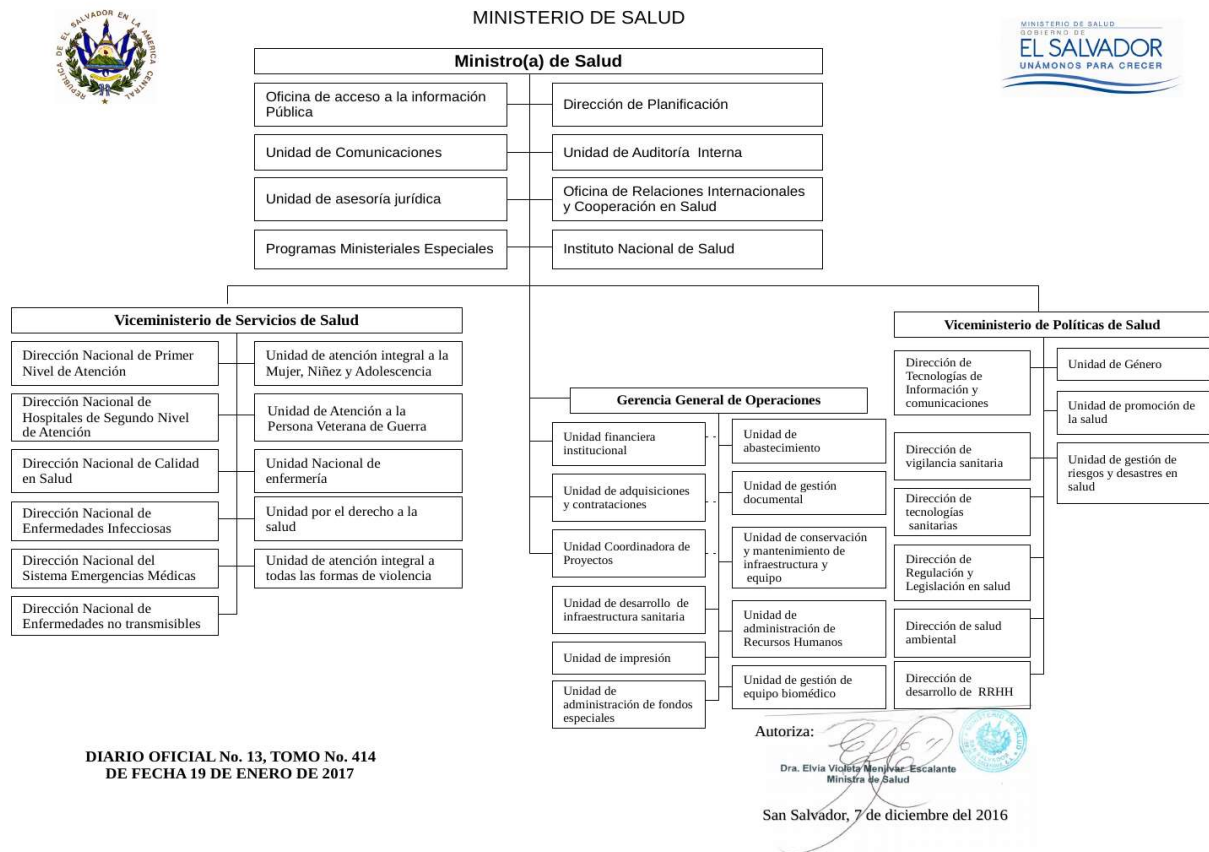 MINISTERIO DE SALUD
REPUBLICA DE EL SALVADOR EN LA AMERICA CENTRAL
MINISTERIO DE SALUD
GOBIERNO DE
EL SALVADOR
UNÁMONOS PARA CRECER
Ministro(a) de Salud
Oficina de acceso a la información
Pública
Dirección de Planificación
Unidad de Comunicaciones
Unidad de Auditoría Interna
Unidad de asesoría jurídica
Oficina de Relaciones Internacionales
y Cooperación en Salud
Programas Ministeriales Especiales
Instituto Nacional de Salud
Viceministerio de Servicios de Salud
Dirección Nacional de Primer
Nivel de Atención
Unidad de atención integral a la
Mujer, Niñez y Adolescencia
Dirección Nacional de
Hospitales de Segundo Nivel
de Atención
Unidad de Atención a la
Persona Veterana de Guerra
Dirección Nacional de Calidad
en Salud
Unidad Nacional de
enfermería
Dirección Nacional de
Enfermedades Infecciosas
Unidad por el derecho a la
salud
Dirección Nacional del
Sistema Emergencias Médicas
Unidad de atención integral a
todas las formas de violencia
Dirección Nacional de
Enfermedades no transmisibles
Gerencia General de Operaciones
Unidad financiera
institucional
Unidad de
abastecimiento
Unidad de adquisiciones
y contrataciones
Unidad de gestión
documental
Unidad Coordinadora de
Proyectos
Unidad de conservación
y mantenimiento de
infraestructura y
equipo
Unidad de desarrollo de
infraestructura sanitaria
Unidad de
administración de
Recursos Humanos
Unidad de impresión
Unidad de gestión de
equipo biomédico
Unidad de
administración de fondos
especiales
Viceministerio de Políticas de Salud
Dirección de
Tecnologías de
Información y
comunicaciones
Unidad de Género
Unidad de promoción de
la salud
Dirección de
vigilancia sanitaria
Unidad de gestión de
riesgos y desastres en
salud
Dirección de
tecnologías
sanitarias
Dirección de
Regulación y
Legislación en salud
Dirección de salud
ambiental
Dirección de
desarrollo de RRHH
Autoriza:
Dra. Elvia Violeta Menjívar Escalante
Ministra de Salud
San Salvador, 7 de diciembre del 2016
DIARIO OFICIAL No. 13, TOMO No. 414
DE FECHA 19 DE ENERO DE 2017